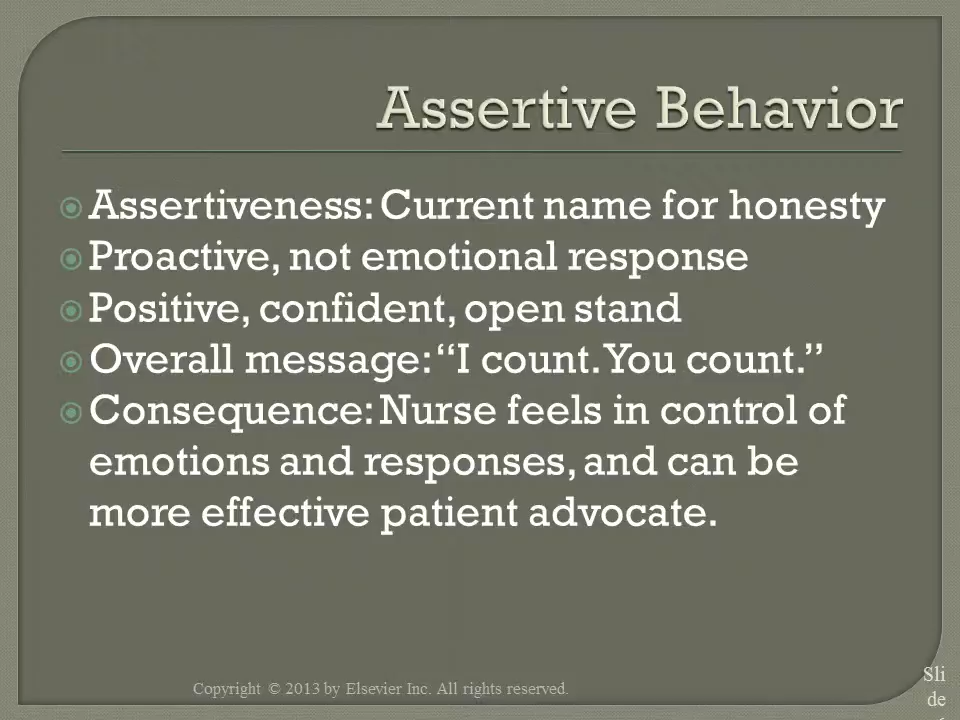 Assertive Behavior
Assertiveness: Current name for honesty
Proactive, not emotional response
Positive, confident, open stand
Overall message: “I count. You count.”
Consequence: Nurse feels in control of
emotions and responses, and can be
more effective patient advocate.
Copyright © 2013 by Elsevier Inc. All rights reserved.
Sli
de